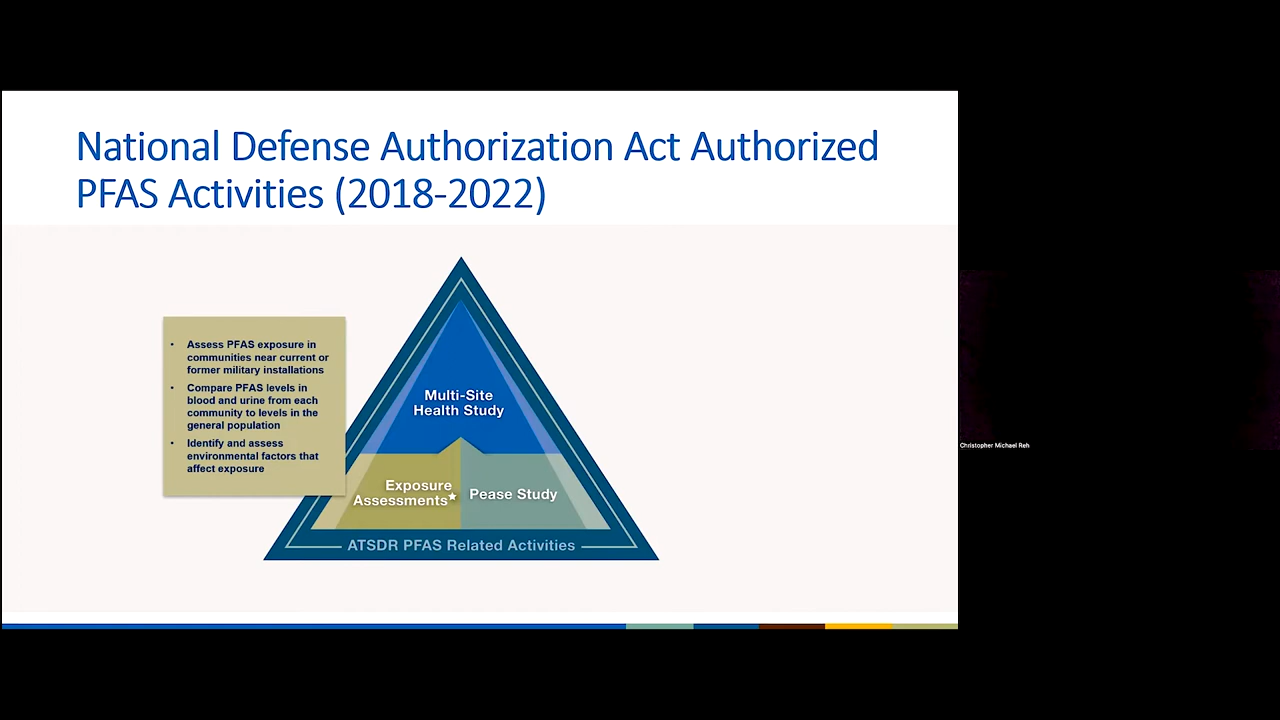 National Defense Authorization Act Authorized
PFAS Activities (2018-2022)
• Assess PFAS exposure in
communities near current or
former military installations
• Compare PFAS levels in
blood and urine from each
community to levels in the
general population
• Identify and assess
environmental factors that
affect exposure
Multi-Site
Health Study
Exposure
Assessments★
Pease Study
ATSDR PFAS Related Activities
Christopher Michael Reh